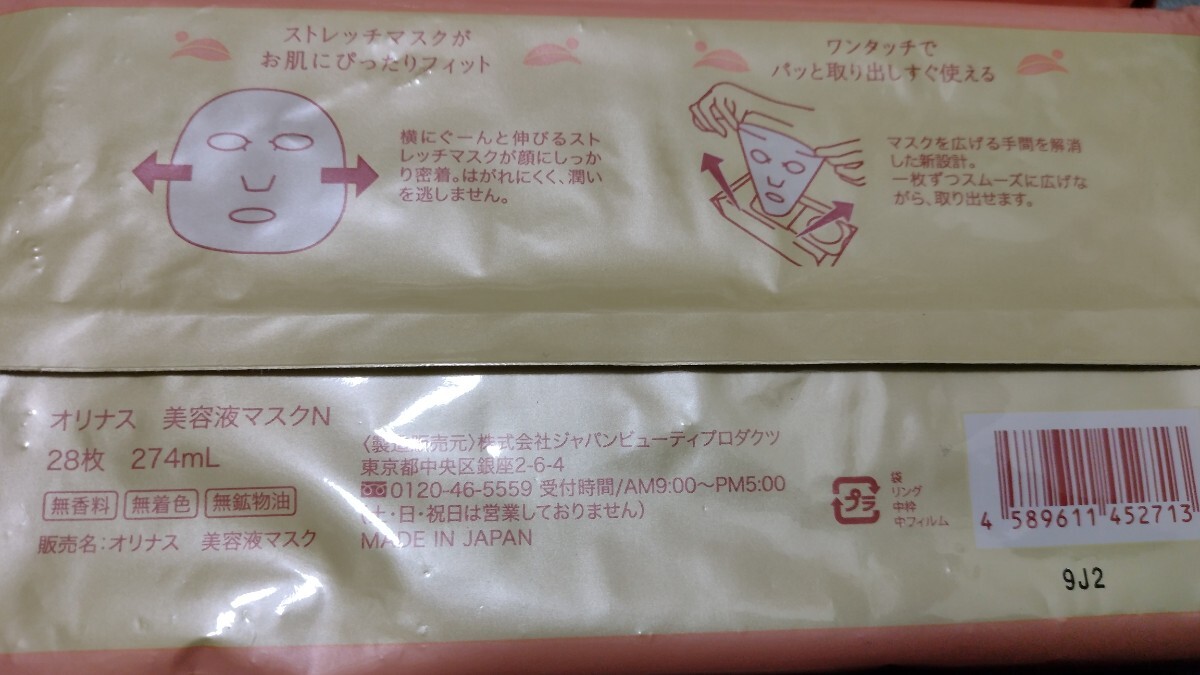 ストレッチマスクが
お肌にぴったりフィット
横にぐーんと伸びるスト
レッチマスクが顔にしっか
り密着。はがれにくく、潤い
を逃しません。
ワンタッチで
パッと取り出しすぐ使える
マスクを広げる手間を解消
した新設計。
一枚ずつスムーズに広げな
がら、取り出せます。
オリナス 美容液マスクN
28枚 274mL
無香料 無着色 無鉱物油
販売名:オリナス 美容液マスク
〈製造販売元〉株式会社ジャパンビューティプロダクツ
東京都中央区銀座2-6-4
0120-46-5559 受付時間/AM9:00〜PM5:00
(土・日・祝日は営業しておりません)
MADE IN JAPAN
プラ
袋
リング
中枠
中フィルム
4 589611 452713
9J2